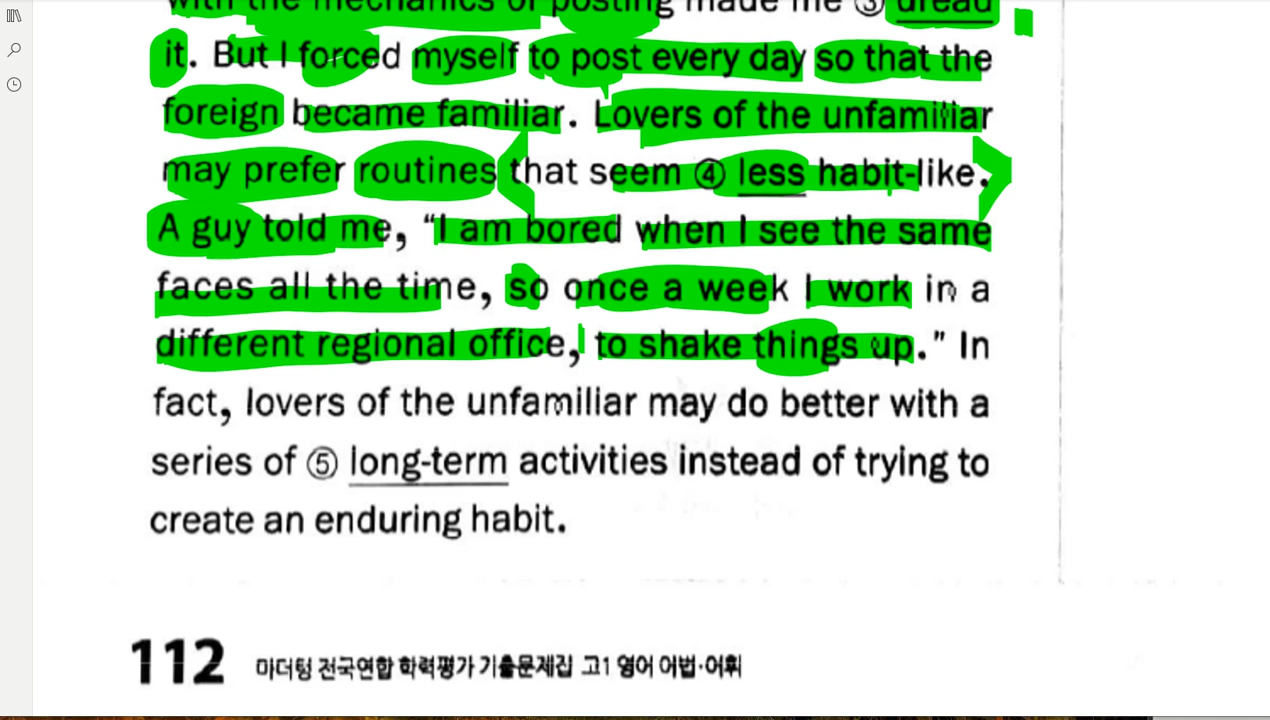 with the mechanics of posting made me ③ dread
it. But I forced myself to post every day so that the
foreign became familiar. Lovers of the unfamiliar
may prefer routines that seem ④ less habit-like.
A guy told me, “I am bored when I see the same
faces all the time, so once a week I work in a
different regional office, to shake things up.” In
fact, lovers of the unfamiliar may do better with a
series of ⑤ long-term activities instead of trying to
create an enduring habit.
112 마더텅 전국연합 학력평가 기출문제집 고1 영어 어법·어휘